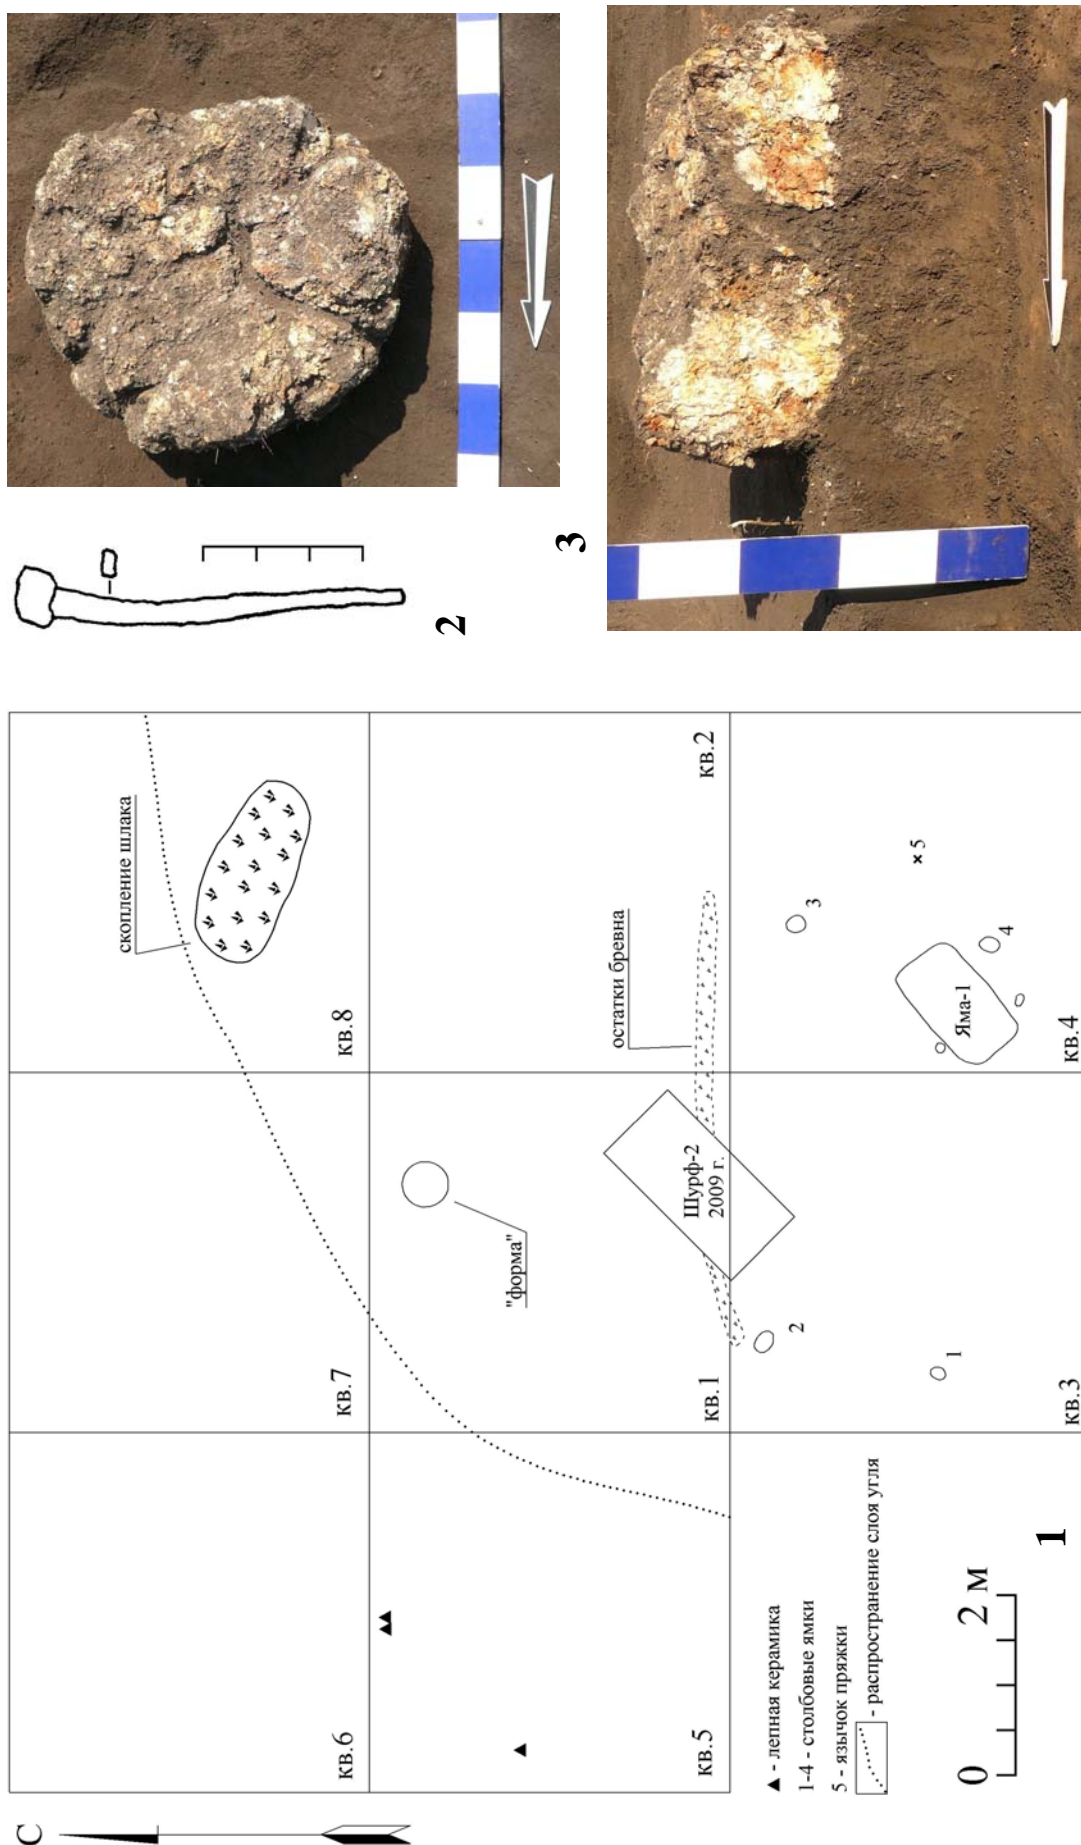 С
кв.6
кв.7
кв.8
скопление шлака
"форма"
остатки бревна
кв.5
кв.1
кв.2
Шурф-2
2009 г.
2
3
5
1
4
Яма-1
кв.3
кв.4
- лепная керамика
1-4 - столбовые ямки
5 - язычок пряжки
- распространение слоя угля
0 2 м
1
2
3